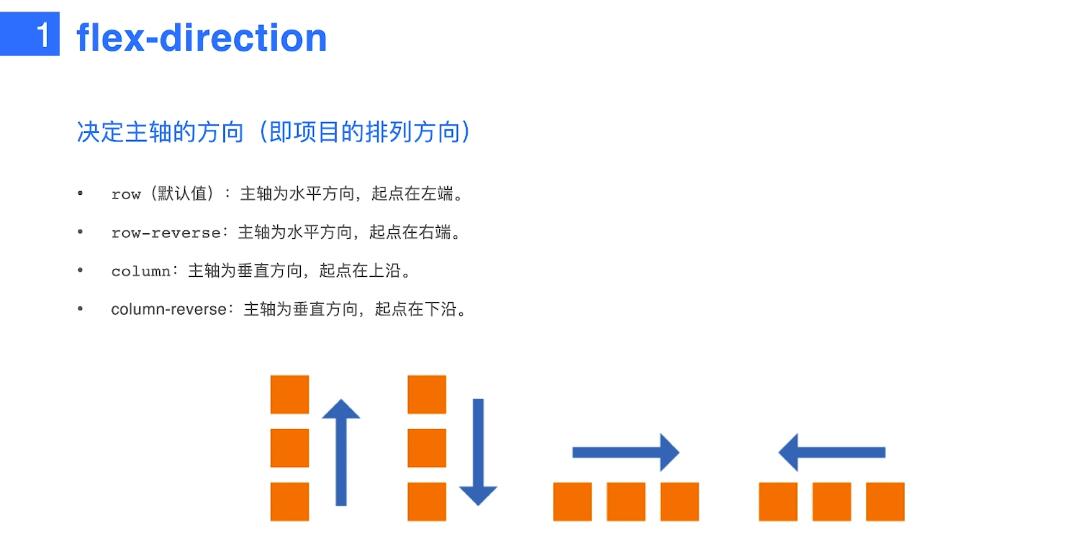 1 flex-direction
决定主轴的方向（即项目的排列方向）
• row（默认值）：主轴为水平方向，起点在左端。
• row-reverse：主轴为水平方向，起点在右端。
• column：主轴为垂直方向，起点在上沿。
• column-reverse：主轴为垂直方向，起点在下沿。